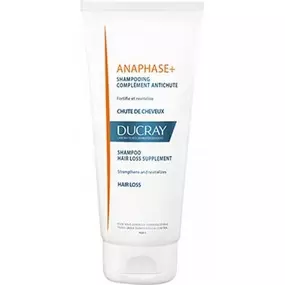 ANAPHASE+
SHAMPOOING
COMPLÉMENT ANTICHUTE
Fortifie et revitalise
CHUTE DE CHEVEUX
DUCRAY
SHAMPOO
HAIR LOSS SUPPLEMENT
Strengthens and revitalizes
HAIR LOSS